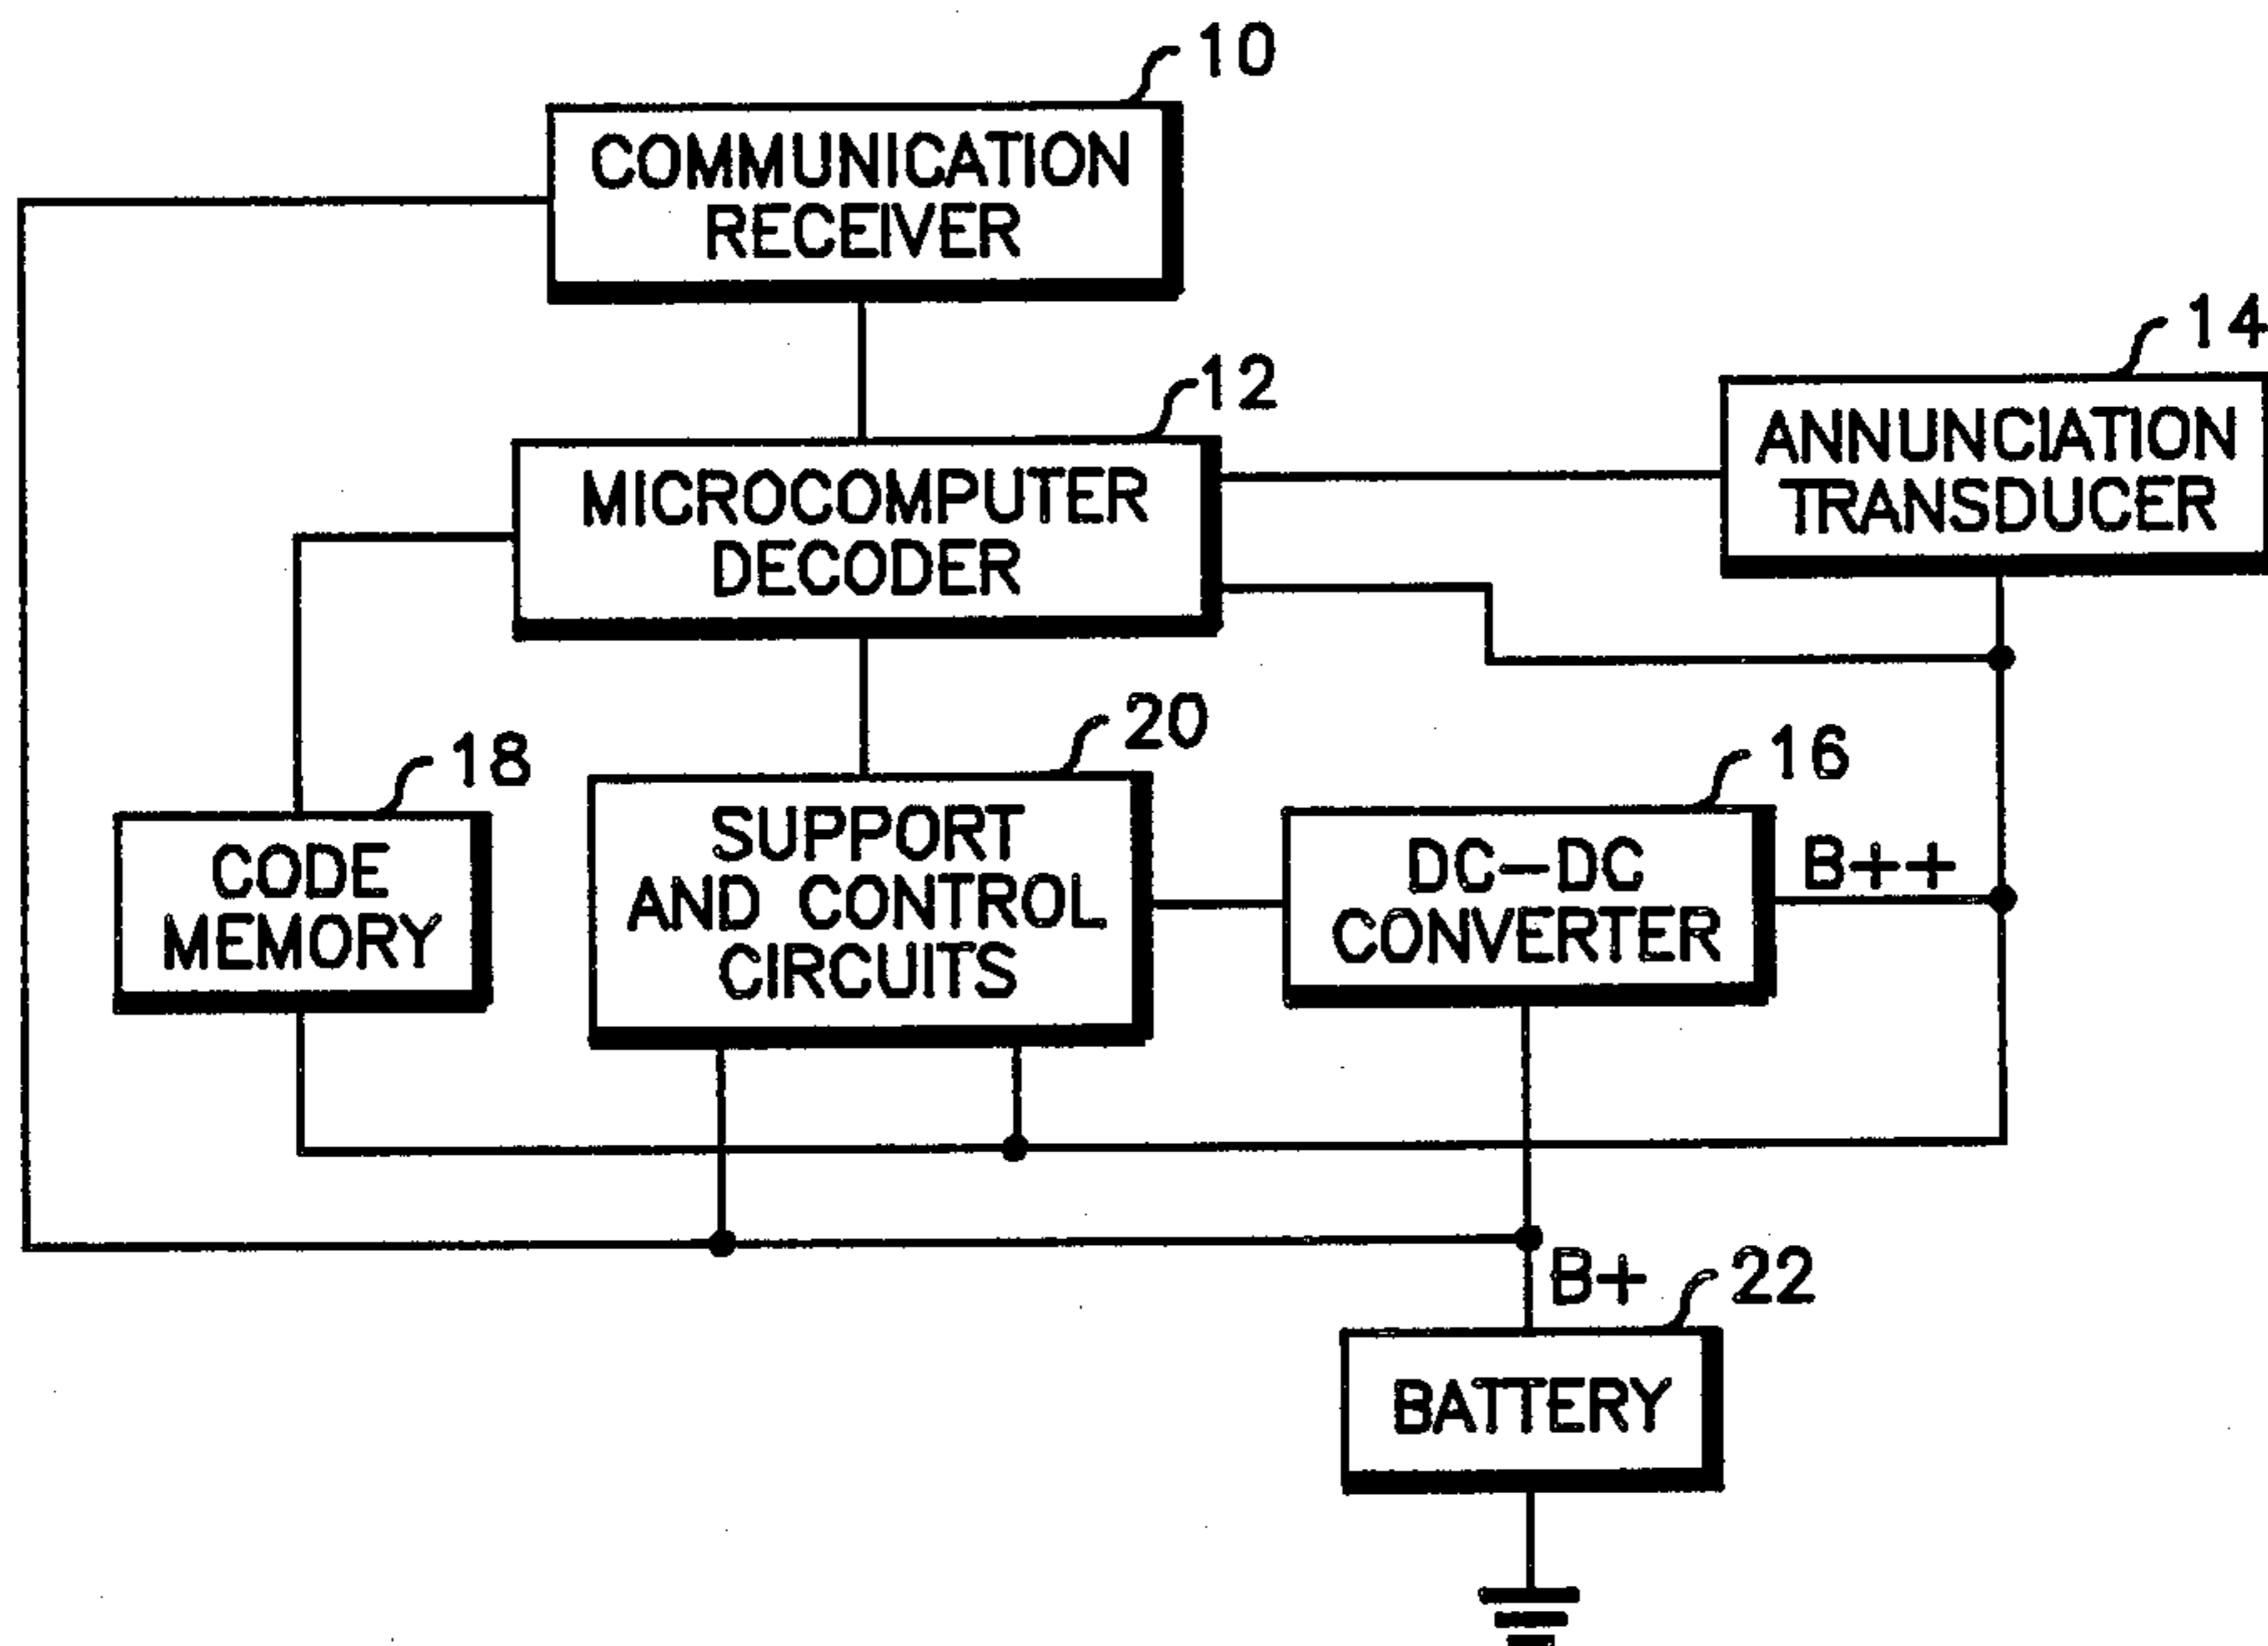 10
COMMUNICATION
RECEIVER
12
MICROCOMPUTER
DECODER
14
ANNUNCIATION
TRANSDUCER
18
CODE
MEMORY
20
SUPPORT
AND CONTROL
CIRCUITS
16
DC-DC
CONVERTER
B++
B+
22
BATTERY